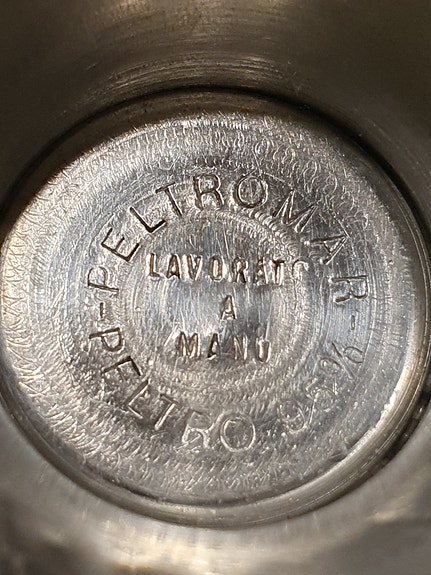 PELTROMAR
LAVORATO
A
MANO
PELTRO 95%